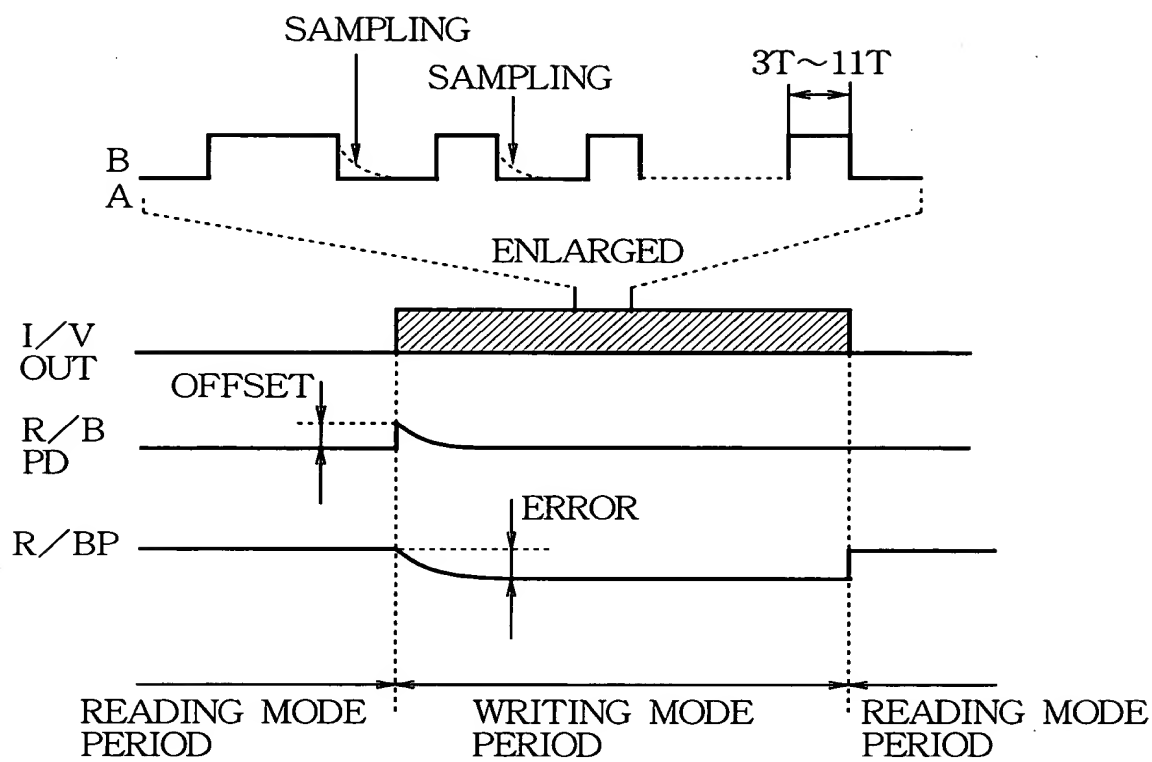 SAMPLING
SAMPLING
3T～11T
B
A
ENLARGED
I/V
OUT
OFFSET
R/B
PD
ERROR
R/BP
READING MODE
PERIOD
WRITING MODE
PERIOD
READING MODE
PERIOD